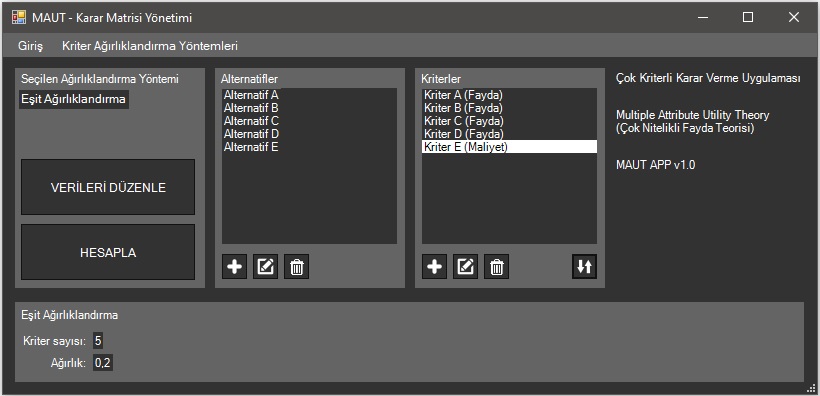 MAUT - Karar Matrisi Yönetimi
Giriş Kriter Ağırlıklandırma Yöntemleri
Seçilen Ağırlıklandırma Yöntemi
Eşit Ağırlıklandırma
VERİLERİ DÜZENLE
HESAPLA
Alternatifler
Alternatif A
Alternatif B
Alternatif C
Alternatif D
Alternatif E
Kriterler
Kriter A (Fayda)
Kriter B (Fayda)
Kriter C (Fayda)
Kriter D (Fayda)
Kriter E (Maliyet)
Çok Kriterli Karar Verme Uygulaması
Multiple Attribute Utility Theory
(Çok Nitelikli Fayda Teorisi)
MAUT APP v1.0
Eşit Ağırlıklandırma
Kriter sayısı: 5
Ağırlık: 0,2